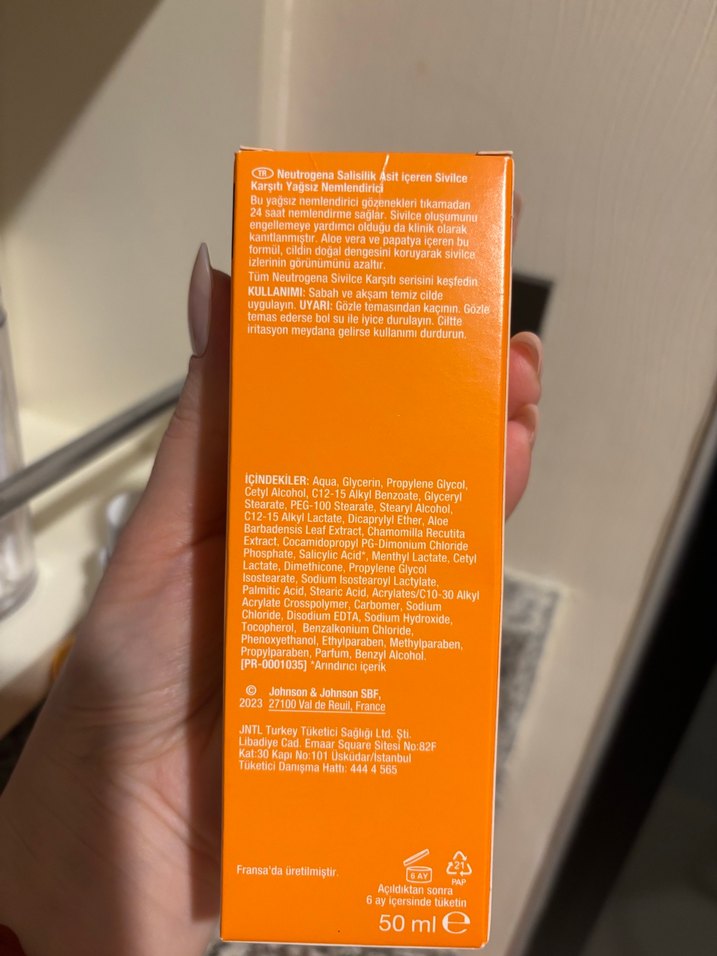 TR Neutrogena Salisilik Asit içeren Sivilce
Karşıtı Yağsız Nemlendirici
Bu yağsız nemlendirici gözenekleri tıkamadan
24 saat nemlendirme sağlar. Sivilce oluşumunu
engellemeye yardımcı olduğu da klinik olarak
kanıtlanmıştır. Aloe vera ve papatya içeren bu
formül, cildin doğal dengesini koruyarak sivilce
izlerinin görünümünü azaltır.
Tüm Neutrogena Sivilce Karşıtı serisini keşfedin.
KULLANIMI: Sabah ve akşam temiz cilde
uygulayın. UYARI: Gözle temasından kaçının. Gözle
temas ederse bol su ile iyice durulayın. Ciltte
iritasyon meydana gelirse kullanımı durdurun.
İÇİNDEKİLER: Aqua, Glycerin, Propylene Glycol,
Cetyl Alcohol, C12-15 Alkyl Benzoate, Glyceryl
Stearate, PEG-100 Stearate, Stearyl Alcohol,
C12-15 Alkyl Lactate, Dicaprylyl Ether, Aloe
Barbadensis Leaf Extract, Chamomilla Recutita
Extract, Cocamidopropyl PG-Dimonium Chloride
Phosphate, Salicylic Acid*, Menthyl Lactate, Cetyl
Lactate, Dimethicone, Propylene Glycol
Isostearate, Sodium Isostearoyl Lactylate,
Palmitic Acid, Stearic Acid, Acrylates/C10-30 Alkyl
Acrylate Crosspolymer, Carbomer, Sodium
Chloride, Disodium EDTA, Sodium Hydroxide,
Tocopherol, Benzalkonium Chloride,
Phenoxyethanol, Ethylparaben, Methylparaben,
Propylparaben, Parfum, Benzyl Alcohol.
[PR-0001035] *Arındırıcı içerik
© Johnson & Johnson SBF,
2023 27100 Val de Reuil, France
JNTL Turkey Tüketici Sağlığı Ltd. Şti.
Libadiye Cad. Emaar Square Sitesi No:82F
Kat:30 Kapı No:101 Üsküdar/İstanbul
Tüketici Danışma Hattı: 444 4 565
Fransa'da üretilmiştir.
6 AY
21
PAP
Açıldıktan sonra
6 ay içersinde tüketin
50 ml e